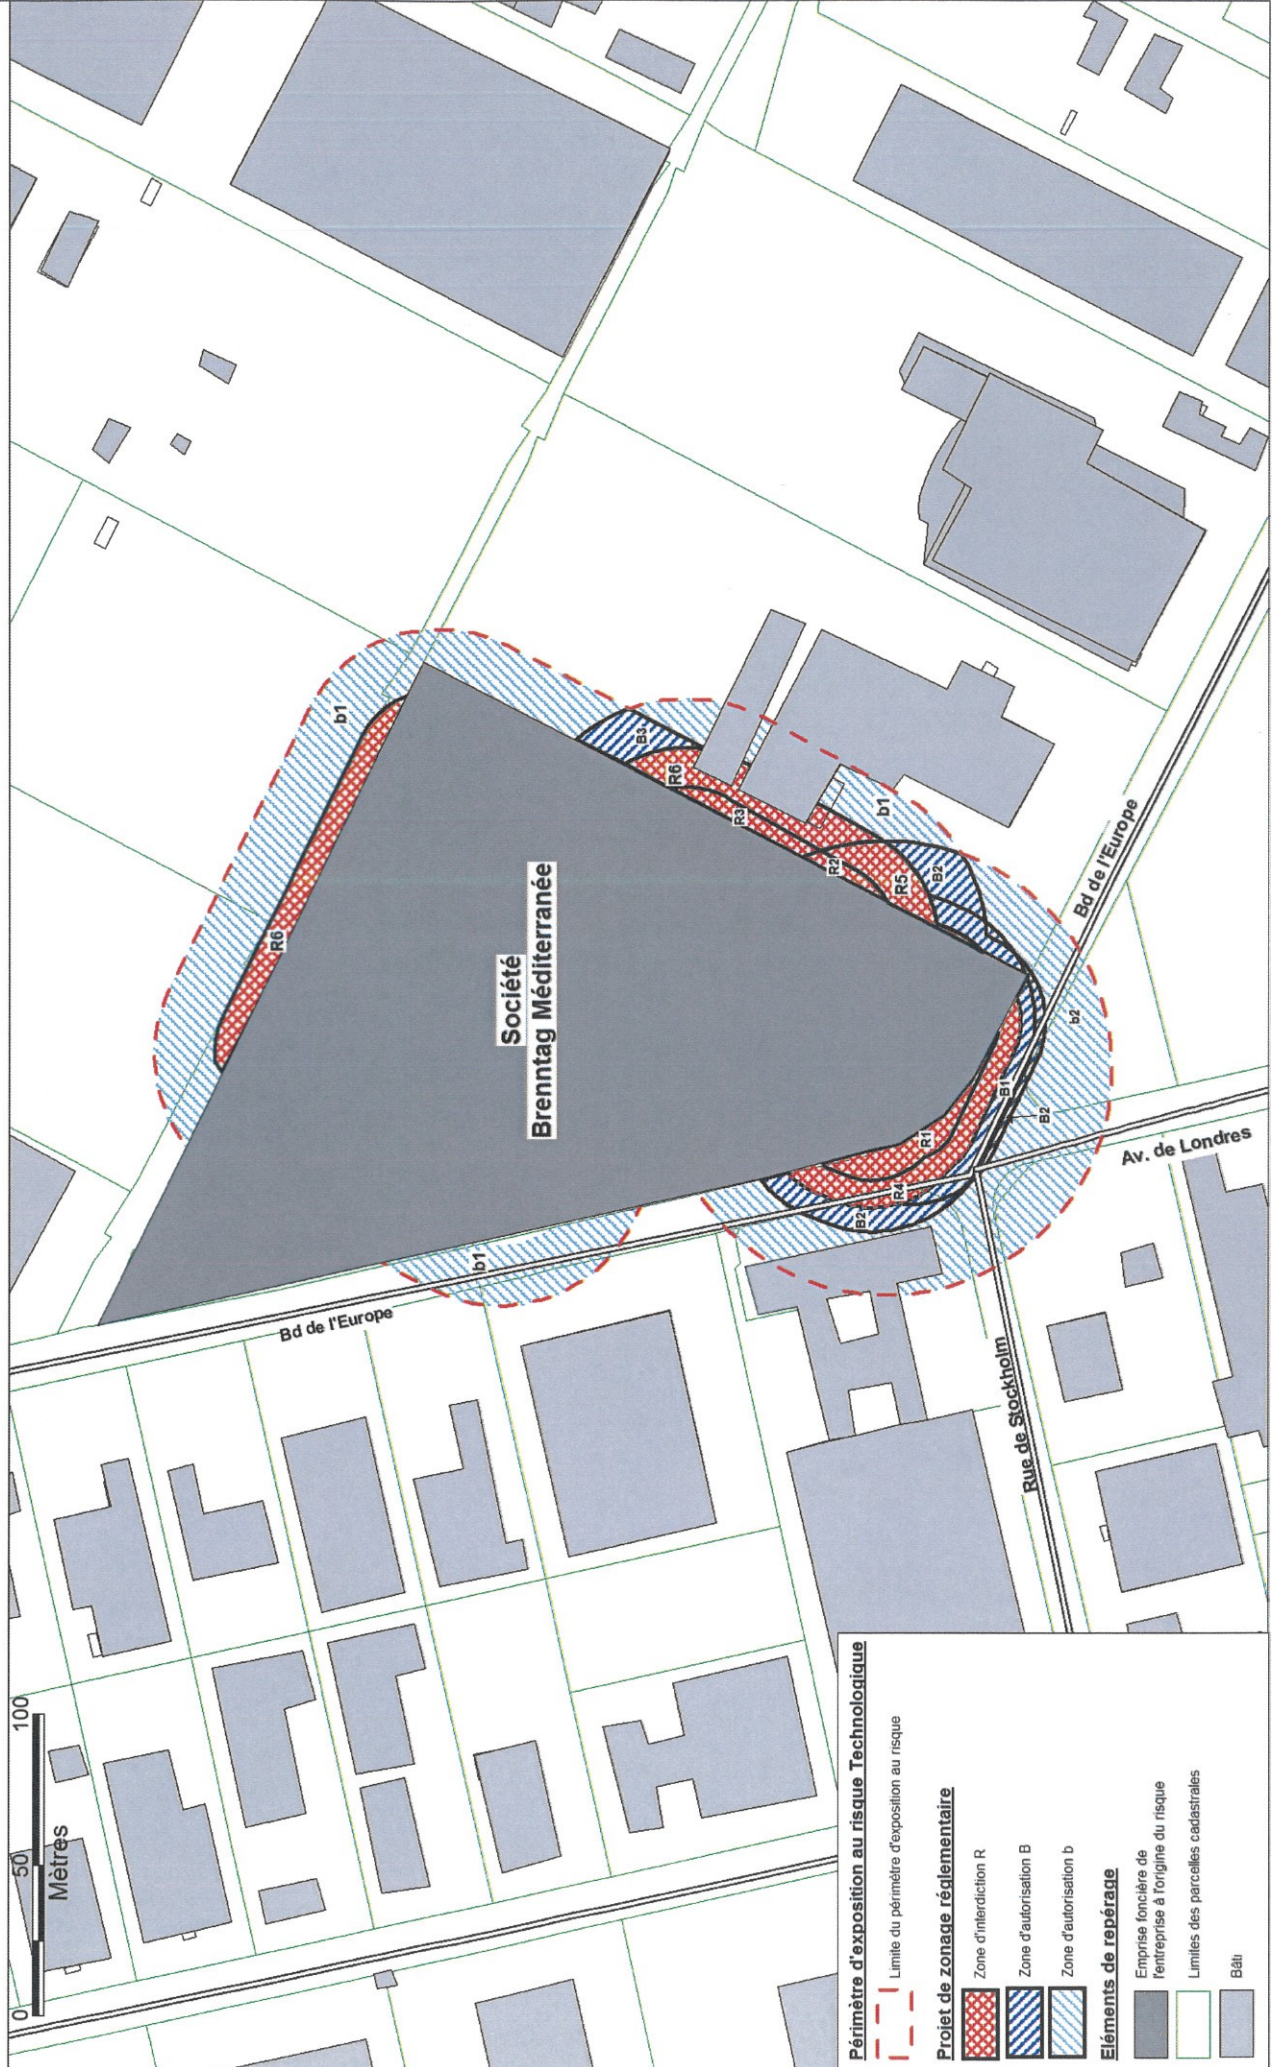 0 50 100
Mètres
b1
R6
B3
R6
R3
b1
R2
R5
B2
Société
Brenntag Méditerranée
Bd de l'Europe
b2
B1
B2
R1
R4
B2
Av. de Londres
b1
Bd de l'Europe
Rue de Stockholm
Périmètre d'exposition au risque Technologique
Limite du périmètre d'exposition au risque
Projet de zonage réglementaire
Zone d'interdiction R
Zone d'autorisation B
Zone d'autorisation b
Eléments de repérage
Emprise foncière de
l'entreprise à l'origine du risque
Limites des parcelles cadastrales
Bâti